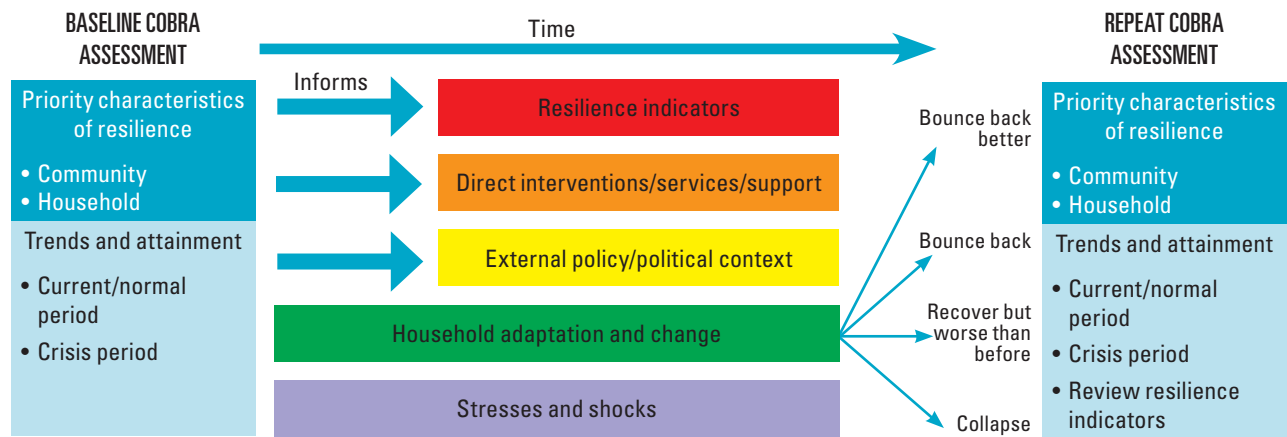 BASELINE COBRA
ASSESSMENT
Priority characteristics
of resilience
• Community
• Household
Trends and attainment
• Current/normal
period
• Crisis period
Time
Informs
Resilience indicators
Direct interventions/services/support
External policy/political context
Household adaptation and change
Stresses and shocks
Bounce back
better
Bounce back
Recover but
worse than
before
Collapse
REPEAT COBRA
ASSESSMENT
Priority characteristics
of resilience
• Community
• Household
Trends and attainment
• Current/normal
period
• Crisis period
• Review resilience
indicators